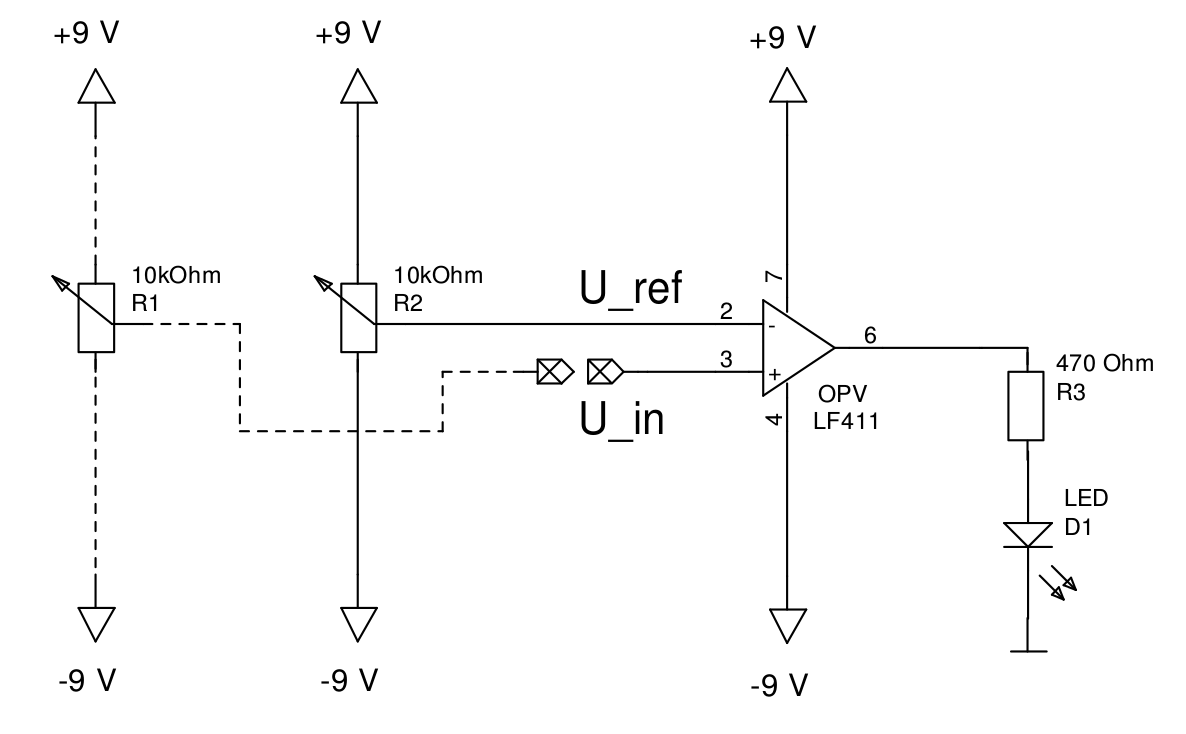 +9 V
+9 V
+9 V
10kOhm
R1
10kOhm
R2
U_ref
7
2
-
3
+
6
4
OPV
LF411
U_in
470 Ohm
R3
LED
D1
-9 V
-9 V
-9 V